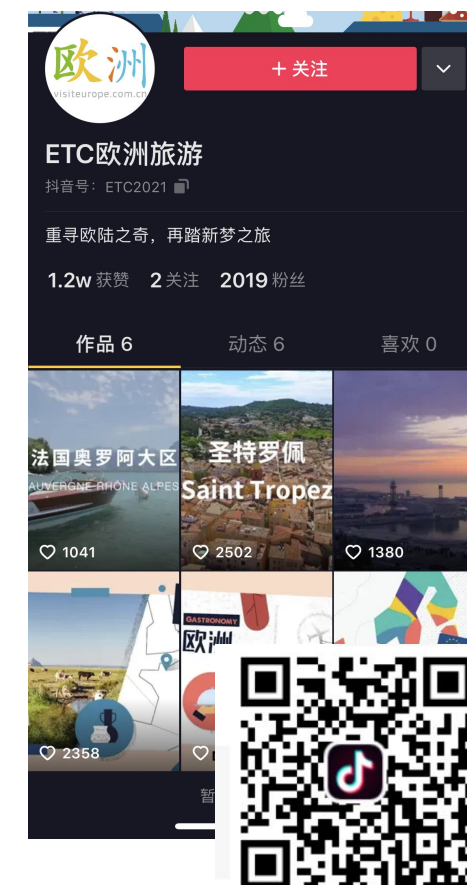 欧洲
visiteurope.com.cn
+ 关注
ETC欧洲旅游
抖音号：ETC2021
重寻欧陆之奇，再踏新梦之旅
1.2w 获赞 2 关注 2019 粉丝
作品 6 动态 6 喜欢 0
法国奥罗阿大区
AUVERGNE-RHÔNE ALPES
圣特罗佩
Saint Tropez
1041 2502 1380
GASTRONOMY
欧洲
2358
暂